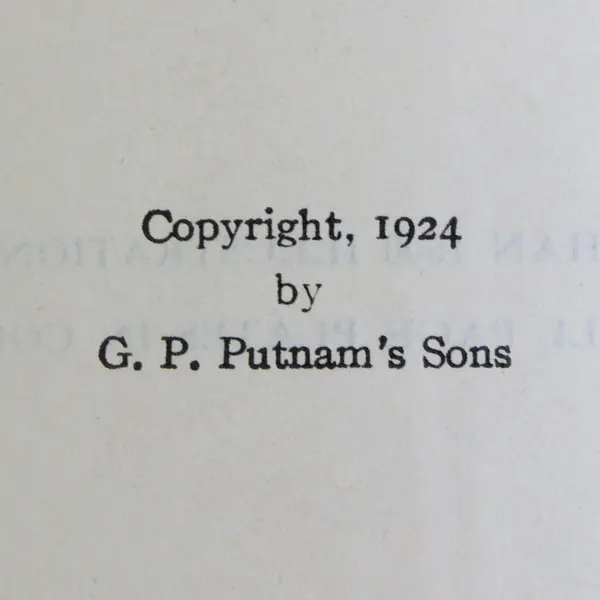 Copyright, 1924
by
G. P. Putnam's Sons